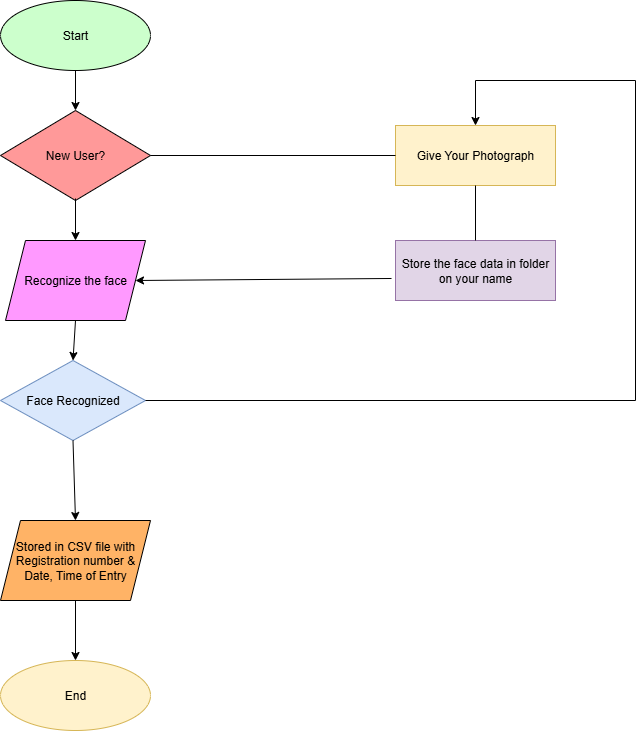 Start
New User?
Give Your Photograph
Recognize the face
Store the face data in folder
on your name
Face Recognized
Stored in CSV file with
Registration number &
Date, Time of Entry
End